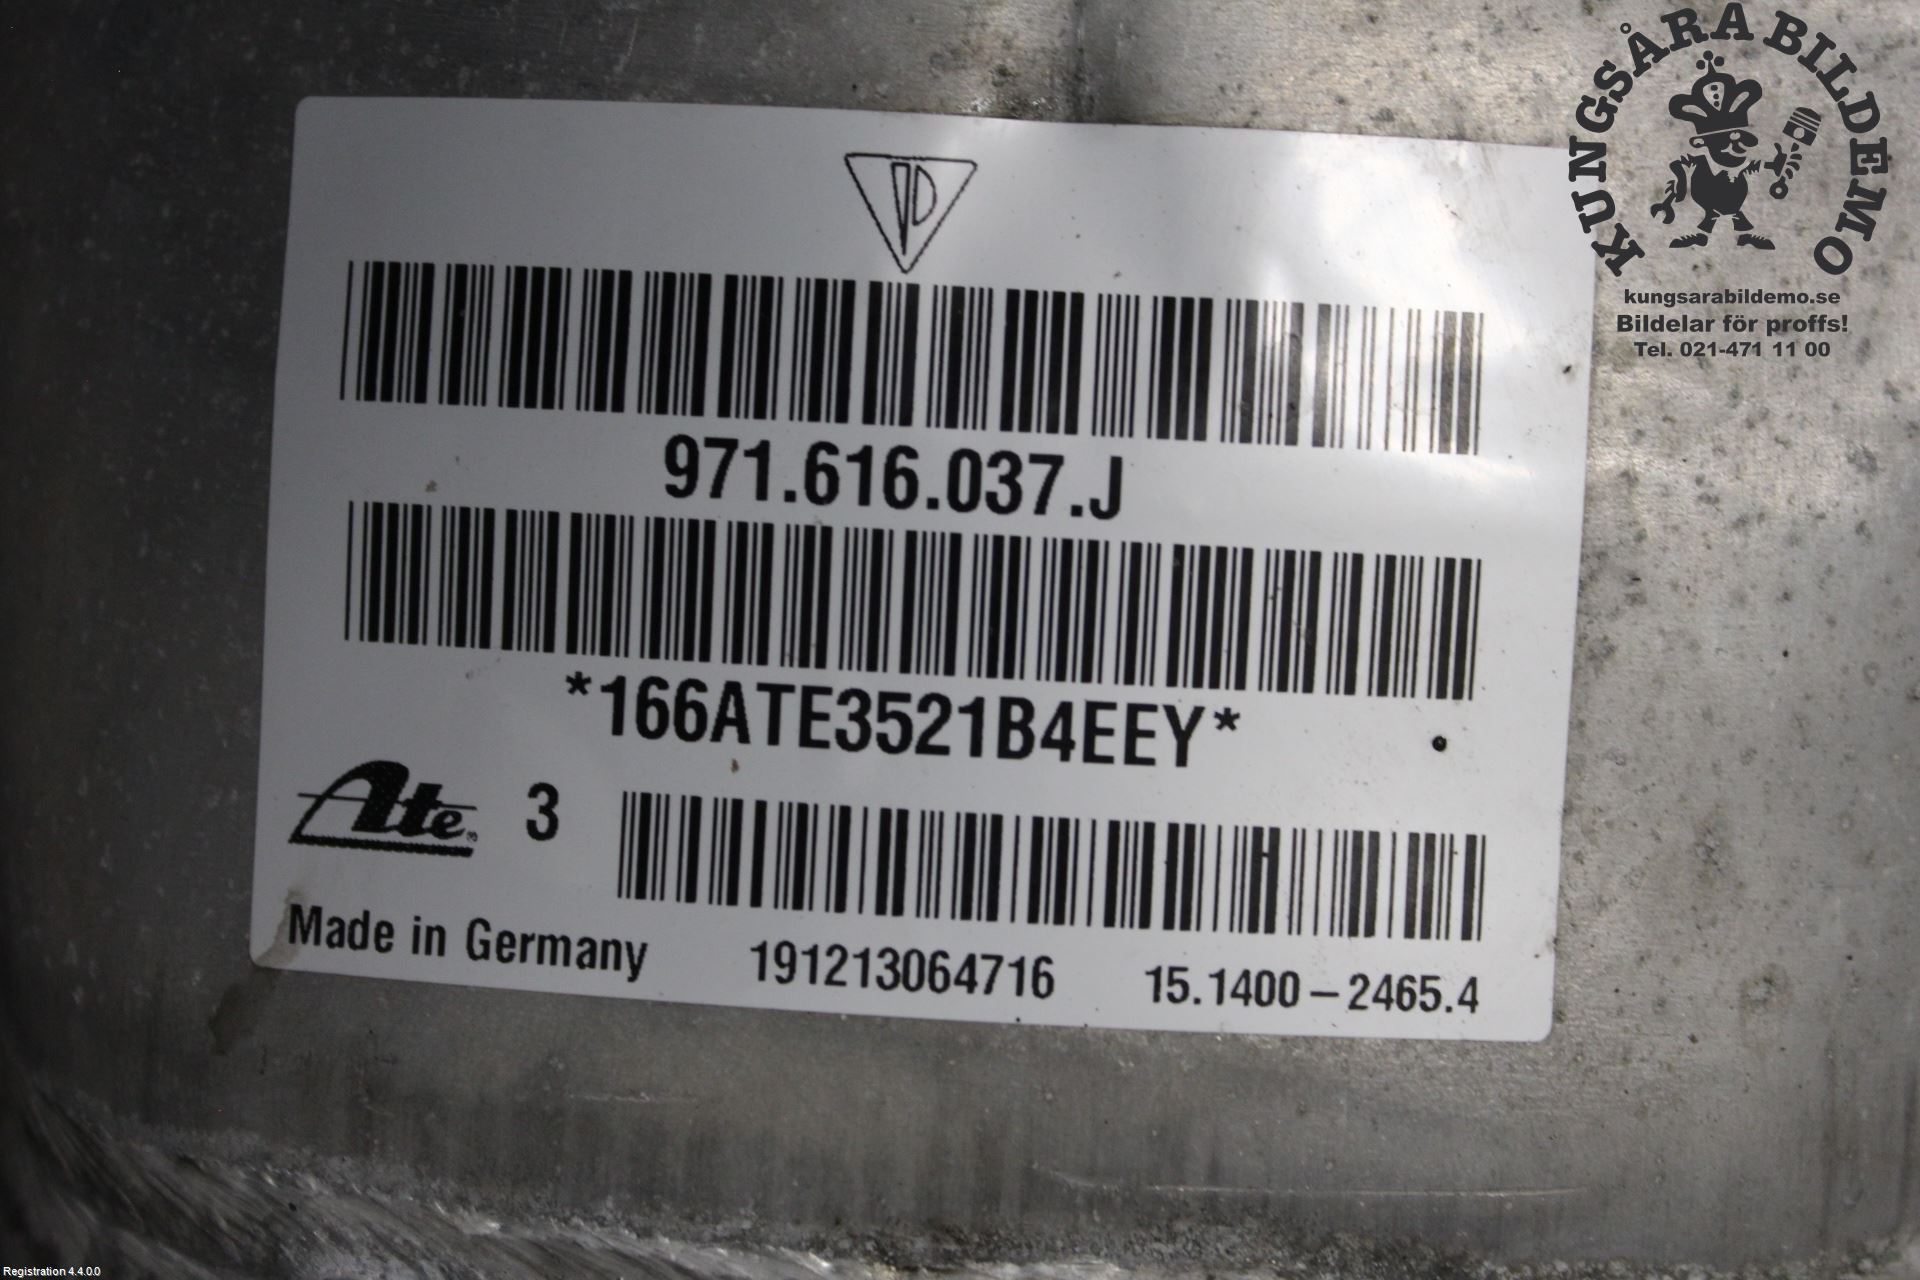 KUNGSÅRA BILDEMO
kungsarabildemo.se
Bildelar för proffs!
Tel. 021-471 11 00
971.616.037.J
*166ATE3521B4EEY*
Ate® 3
Made in Germany 191213064716 15.1400-2465.4
Registration 4.4.0.0